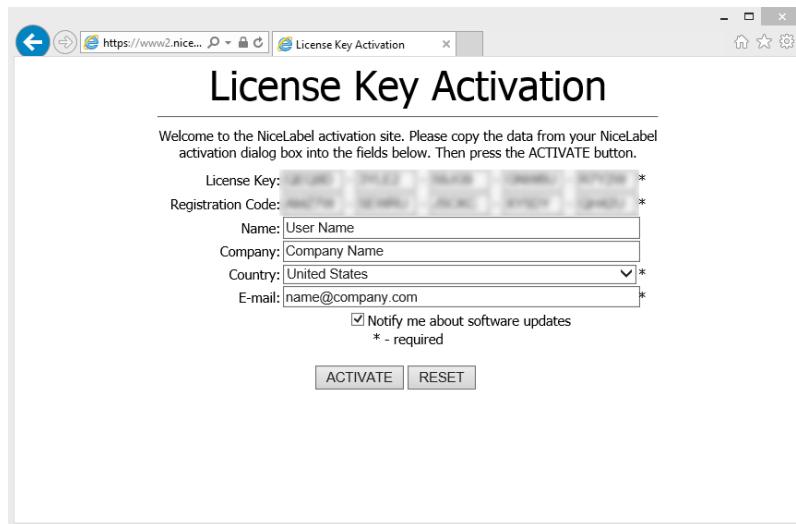 https://www2.nice...
License Key Activation
License Key Activation
Welcome to the NiceLabel activation site. Please copy the data from your NiceLabel
activation dialog box into the fields below. Then press the ACTIVATE button.
License Key: - - - - *
Registration Code: - - - - *
Name: User Name
Company: Company Name
Country: United States *
E-mail: name@company.com *
Notify me about software updates
* - required
ACTIVATE RESET